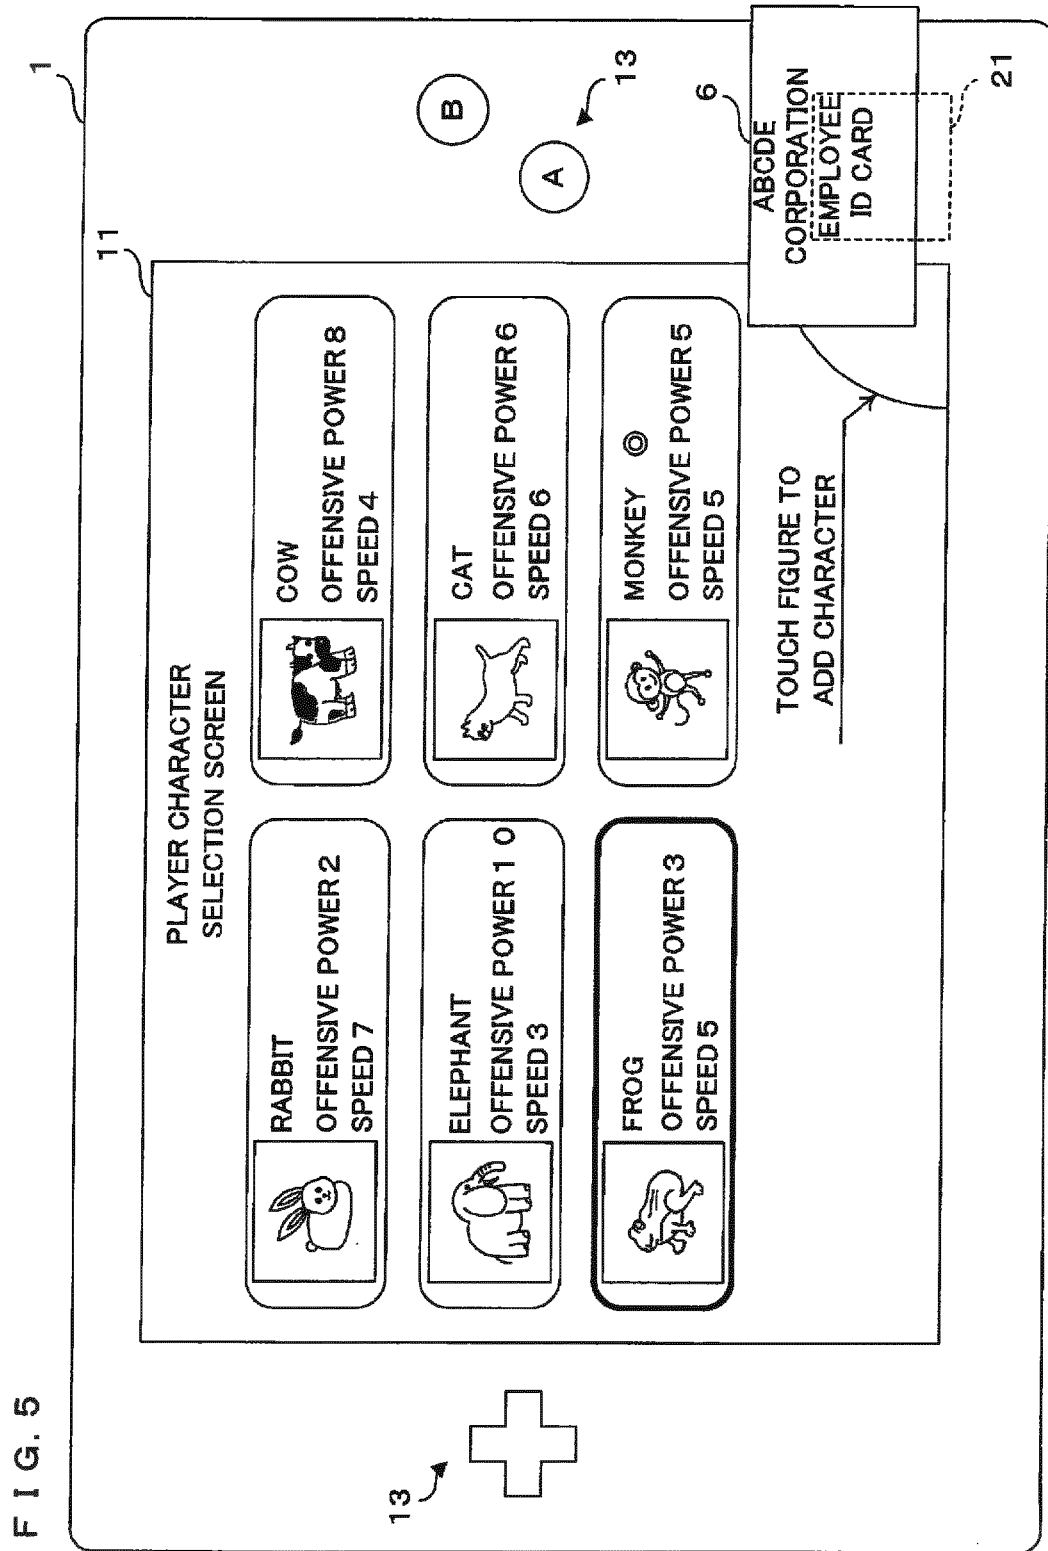 FIG. 5
1
11
PLAYER CHARACTER
SELECTION SCREEN
RABBIT
OFFENSIVE POWER 2
SPEED 7
COW
OFFENSIVE POWER 8
SPEED 4
ELEPHANT
OFFENSIVE POWER 10
SPEED 3
CAT
OFFENSIVE POWER 6
SPEED 6
FROG
OFFENSIVE POWER 3
SPEED 5
MONKEY ◎
OFFENSIVE POWER 5
SPEED 5
TOUCH FIGURE TO
ADD CHARACTER
13
B
A
13
6
ABCDE
CORPORATION
EMPLOYEE
ID CARD
21